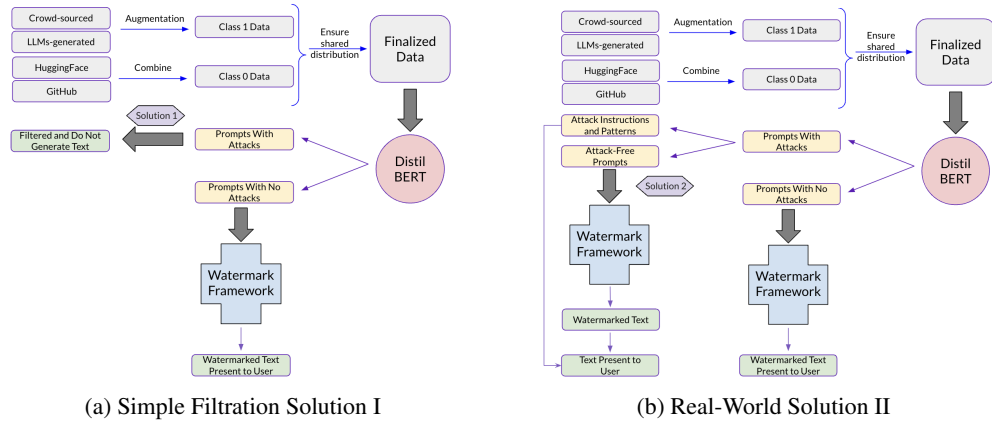 Crowd-sourced
LLMs-generated
HuggingFace
GitHub
Augmentation
Combine
Class 1 Data
Class 0 Data
Ensure
shared
distribution
Finalized
Data
Solution 1
Filtered and Do Not
Generate Text
Prompts With
Attacks
Distil
BERT
Prompts With No
Attacks
Watermark
Framework
Watermarked Text
Present to User
(a) Simple Filtration Solution I
Crowd-sourced
LLMs-generated
HuggingFace
GitHub
Augmentation
Combine
Class 1 Data
Class 0 Data
Ensure
shared
distribution
Finalized
Data
Attack Instructions
and Patterns
Attack-Free
Prompts
Prompts With
Attacks
Distil
BERT
Solution 2
Prompts With No
Attacks
Watermark
Framework
Watermark
Framework
Watermarked Text
Text Present to
User
Watermarked Text
Present to User
(b) Real-World Solution II